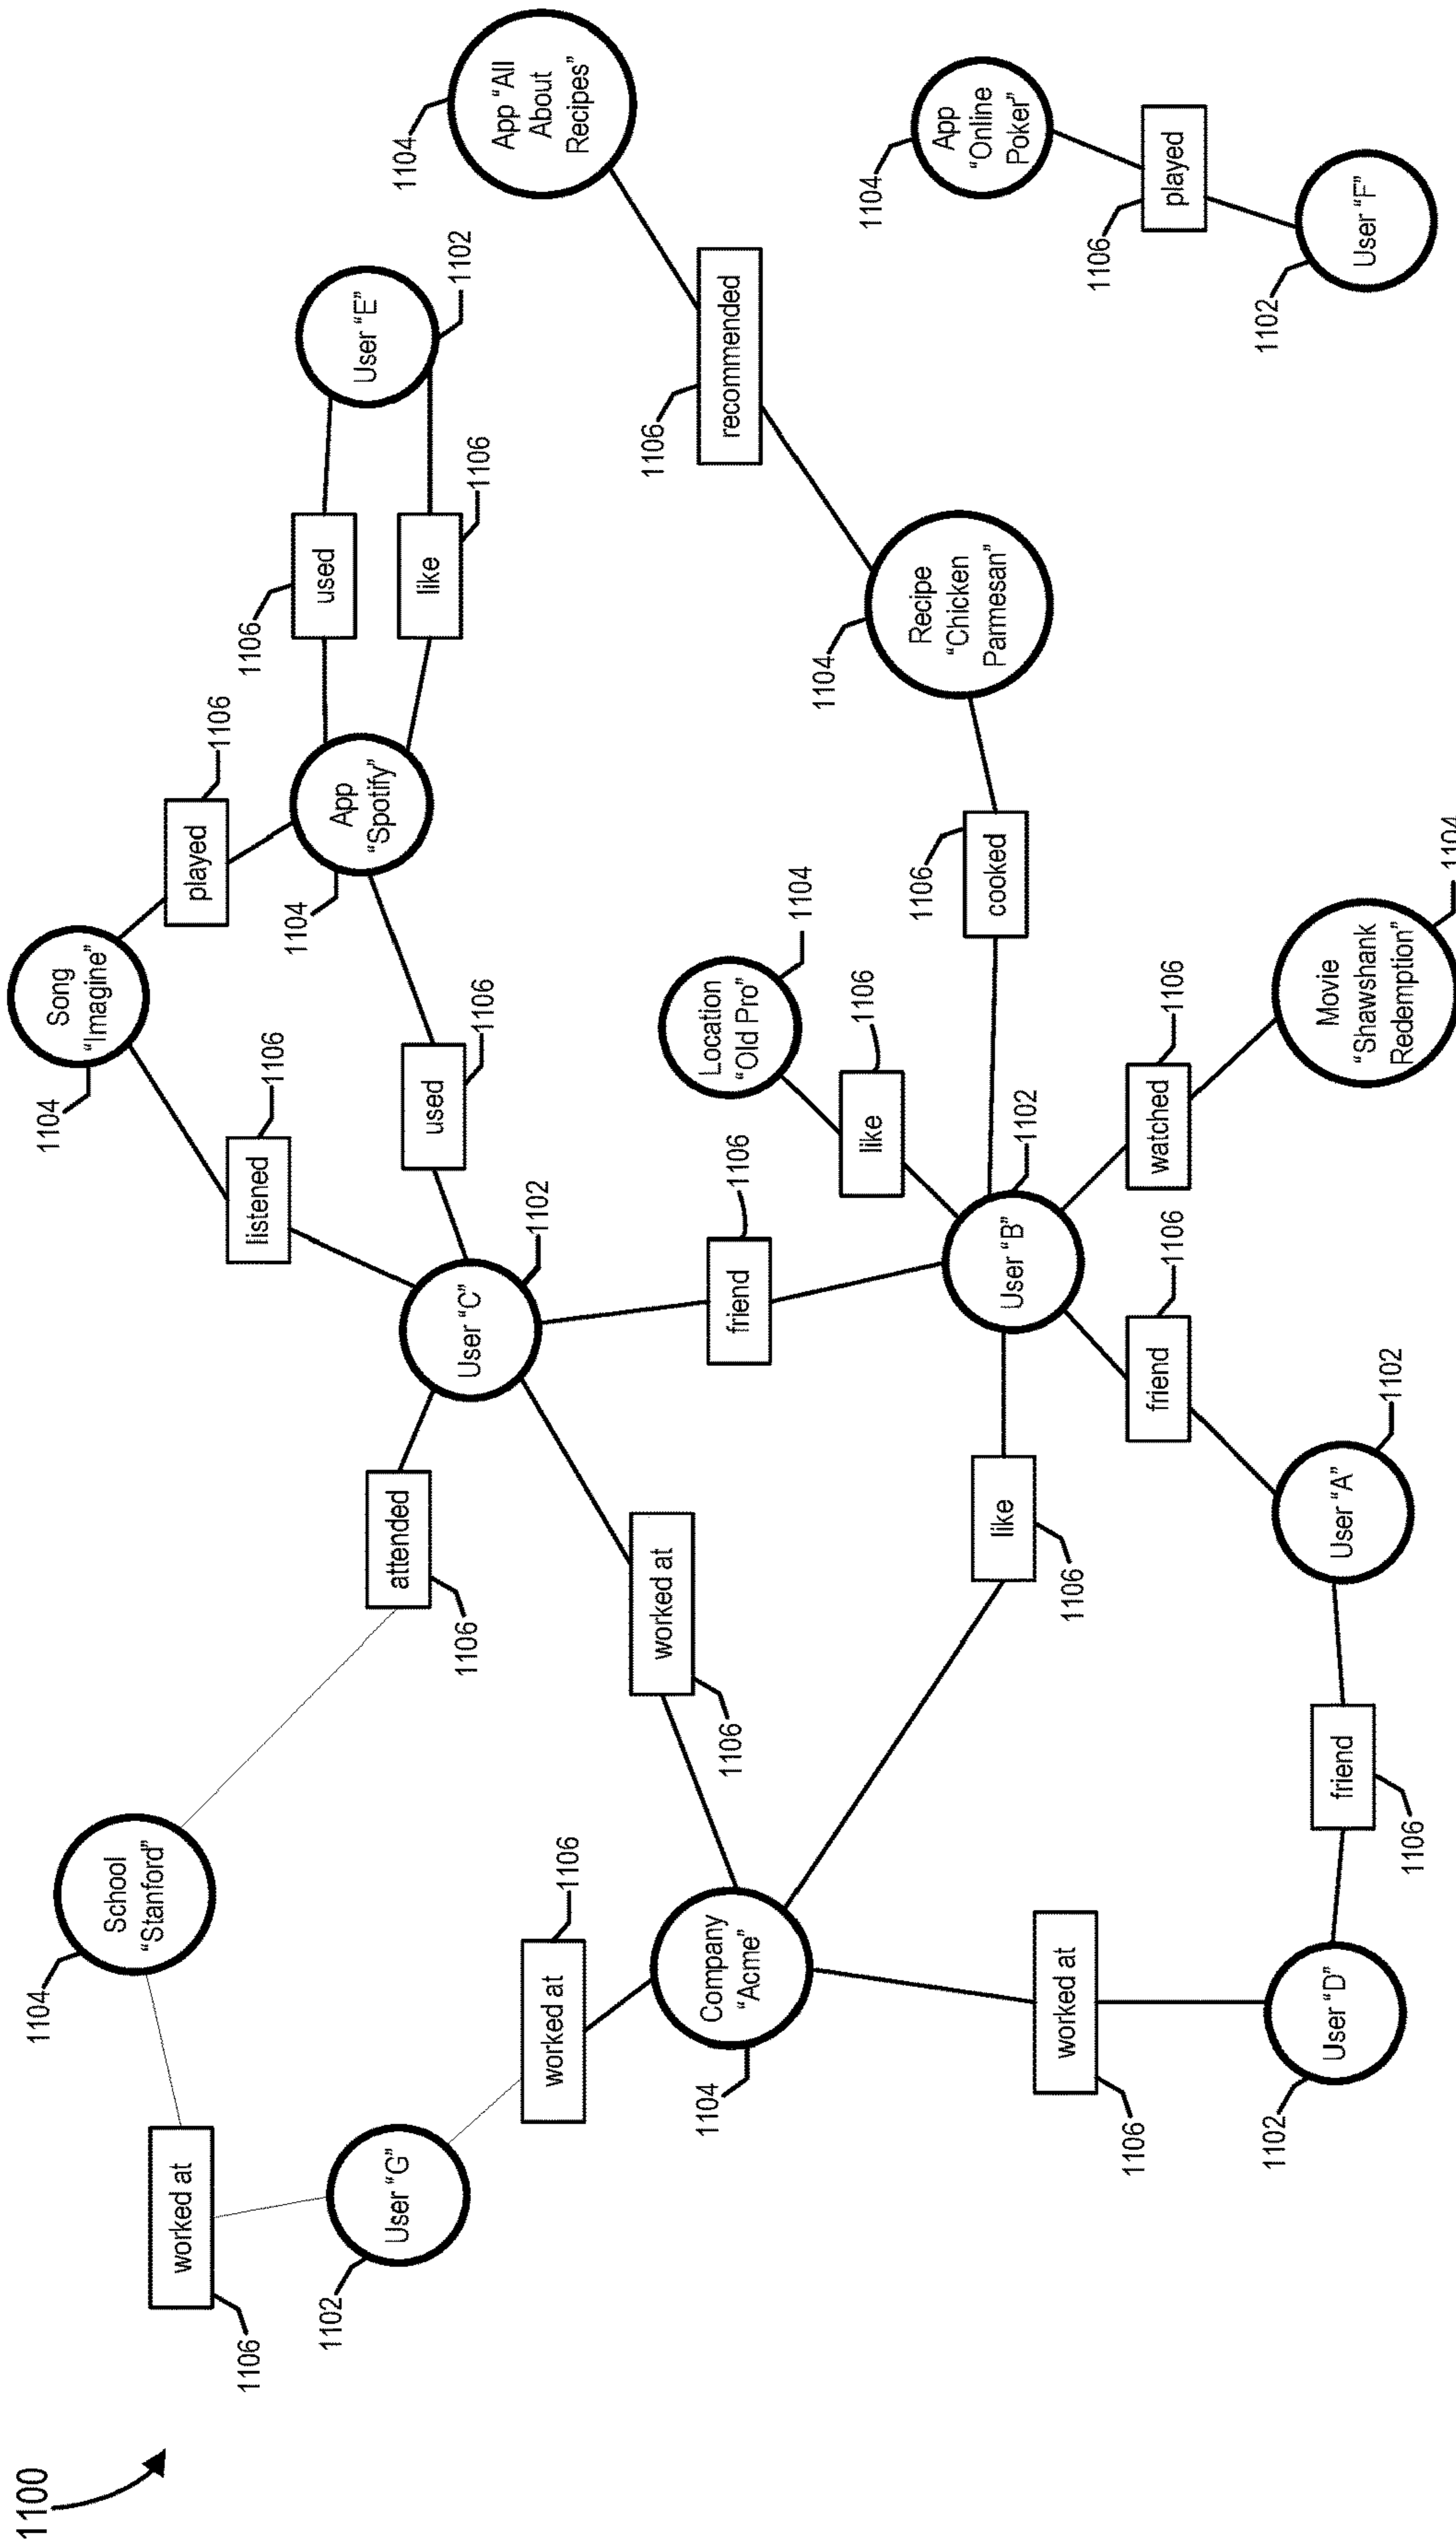 1100
1104
Song
“Imagine”
1104
School
“Stanford”
1106
worked at
1106
played
1106
listened
1106
1102
User “G”
1104
App
“Spotify”
1106
used
User “E”
1102
1106
attended
1106
like
1106
used
1106
User “C”
1102
1104
App “All
About
Recipes”
1106
worked at
1106
worked at
1106
recommended
1104
Company
“Acme”
1106
friend
Location
“Old Pro”
1104
1104
Recipe
“Chicken
Parmesan”
like
1106
1104
App
“Online
Poker”
1106
cooked
like
1106
User “B”
1102
1106
worked at
1106
friend
1106
watched
1106
played
1102
User “D”
friend
1106
User “A”
1102
Movie
“Shawshank
Redemption”
1104
1102
User “F”